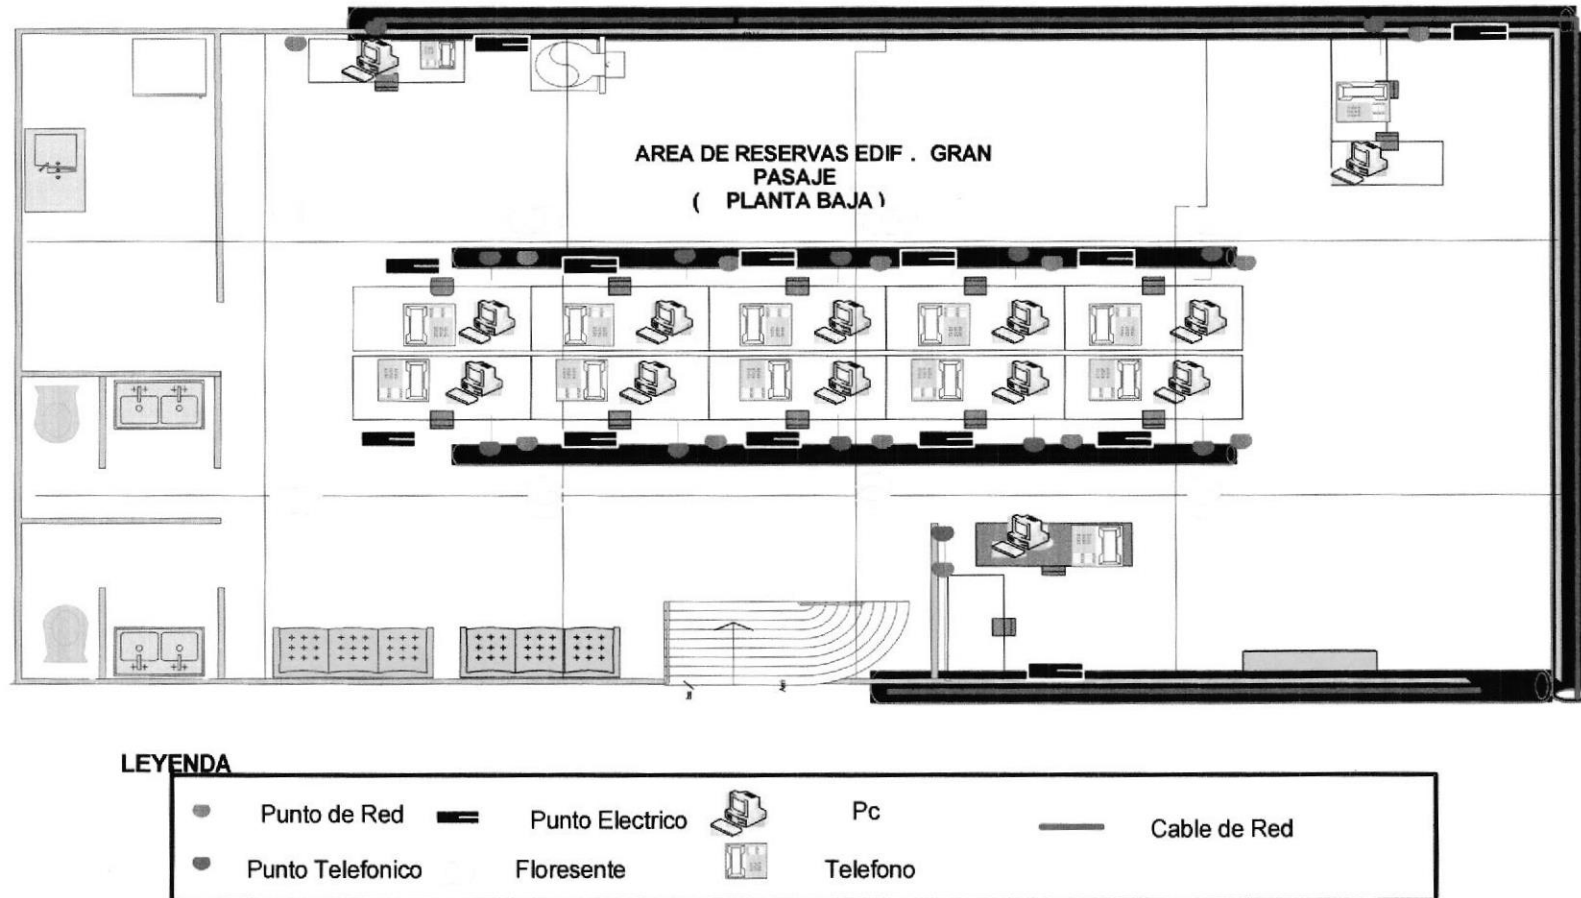 AREA DE RESERVAS EDIF . GRAN
PASAJE
( PLANTA BAJA )
LEYENDA
Punto de Red
Punto Electrico
Pc
Cable de Red
Punto Telefonico
Floresente
Telefono